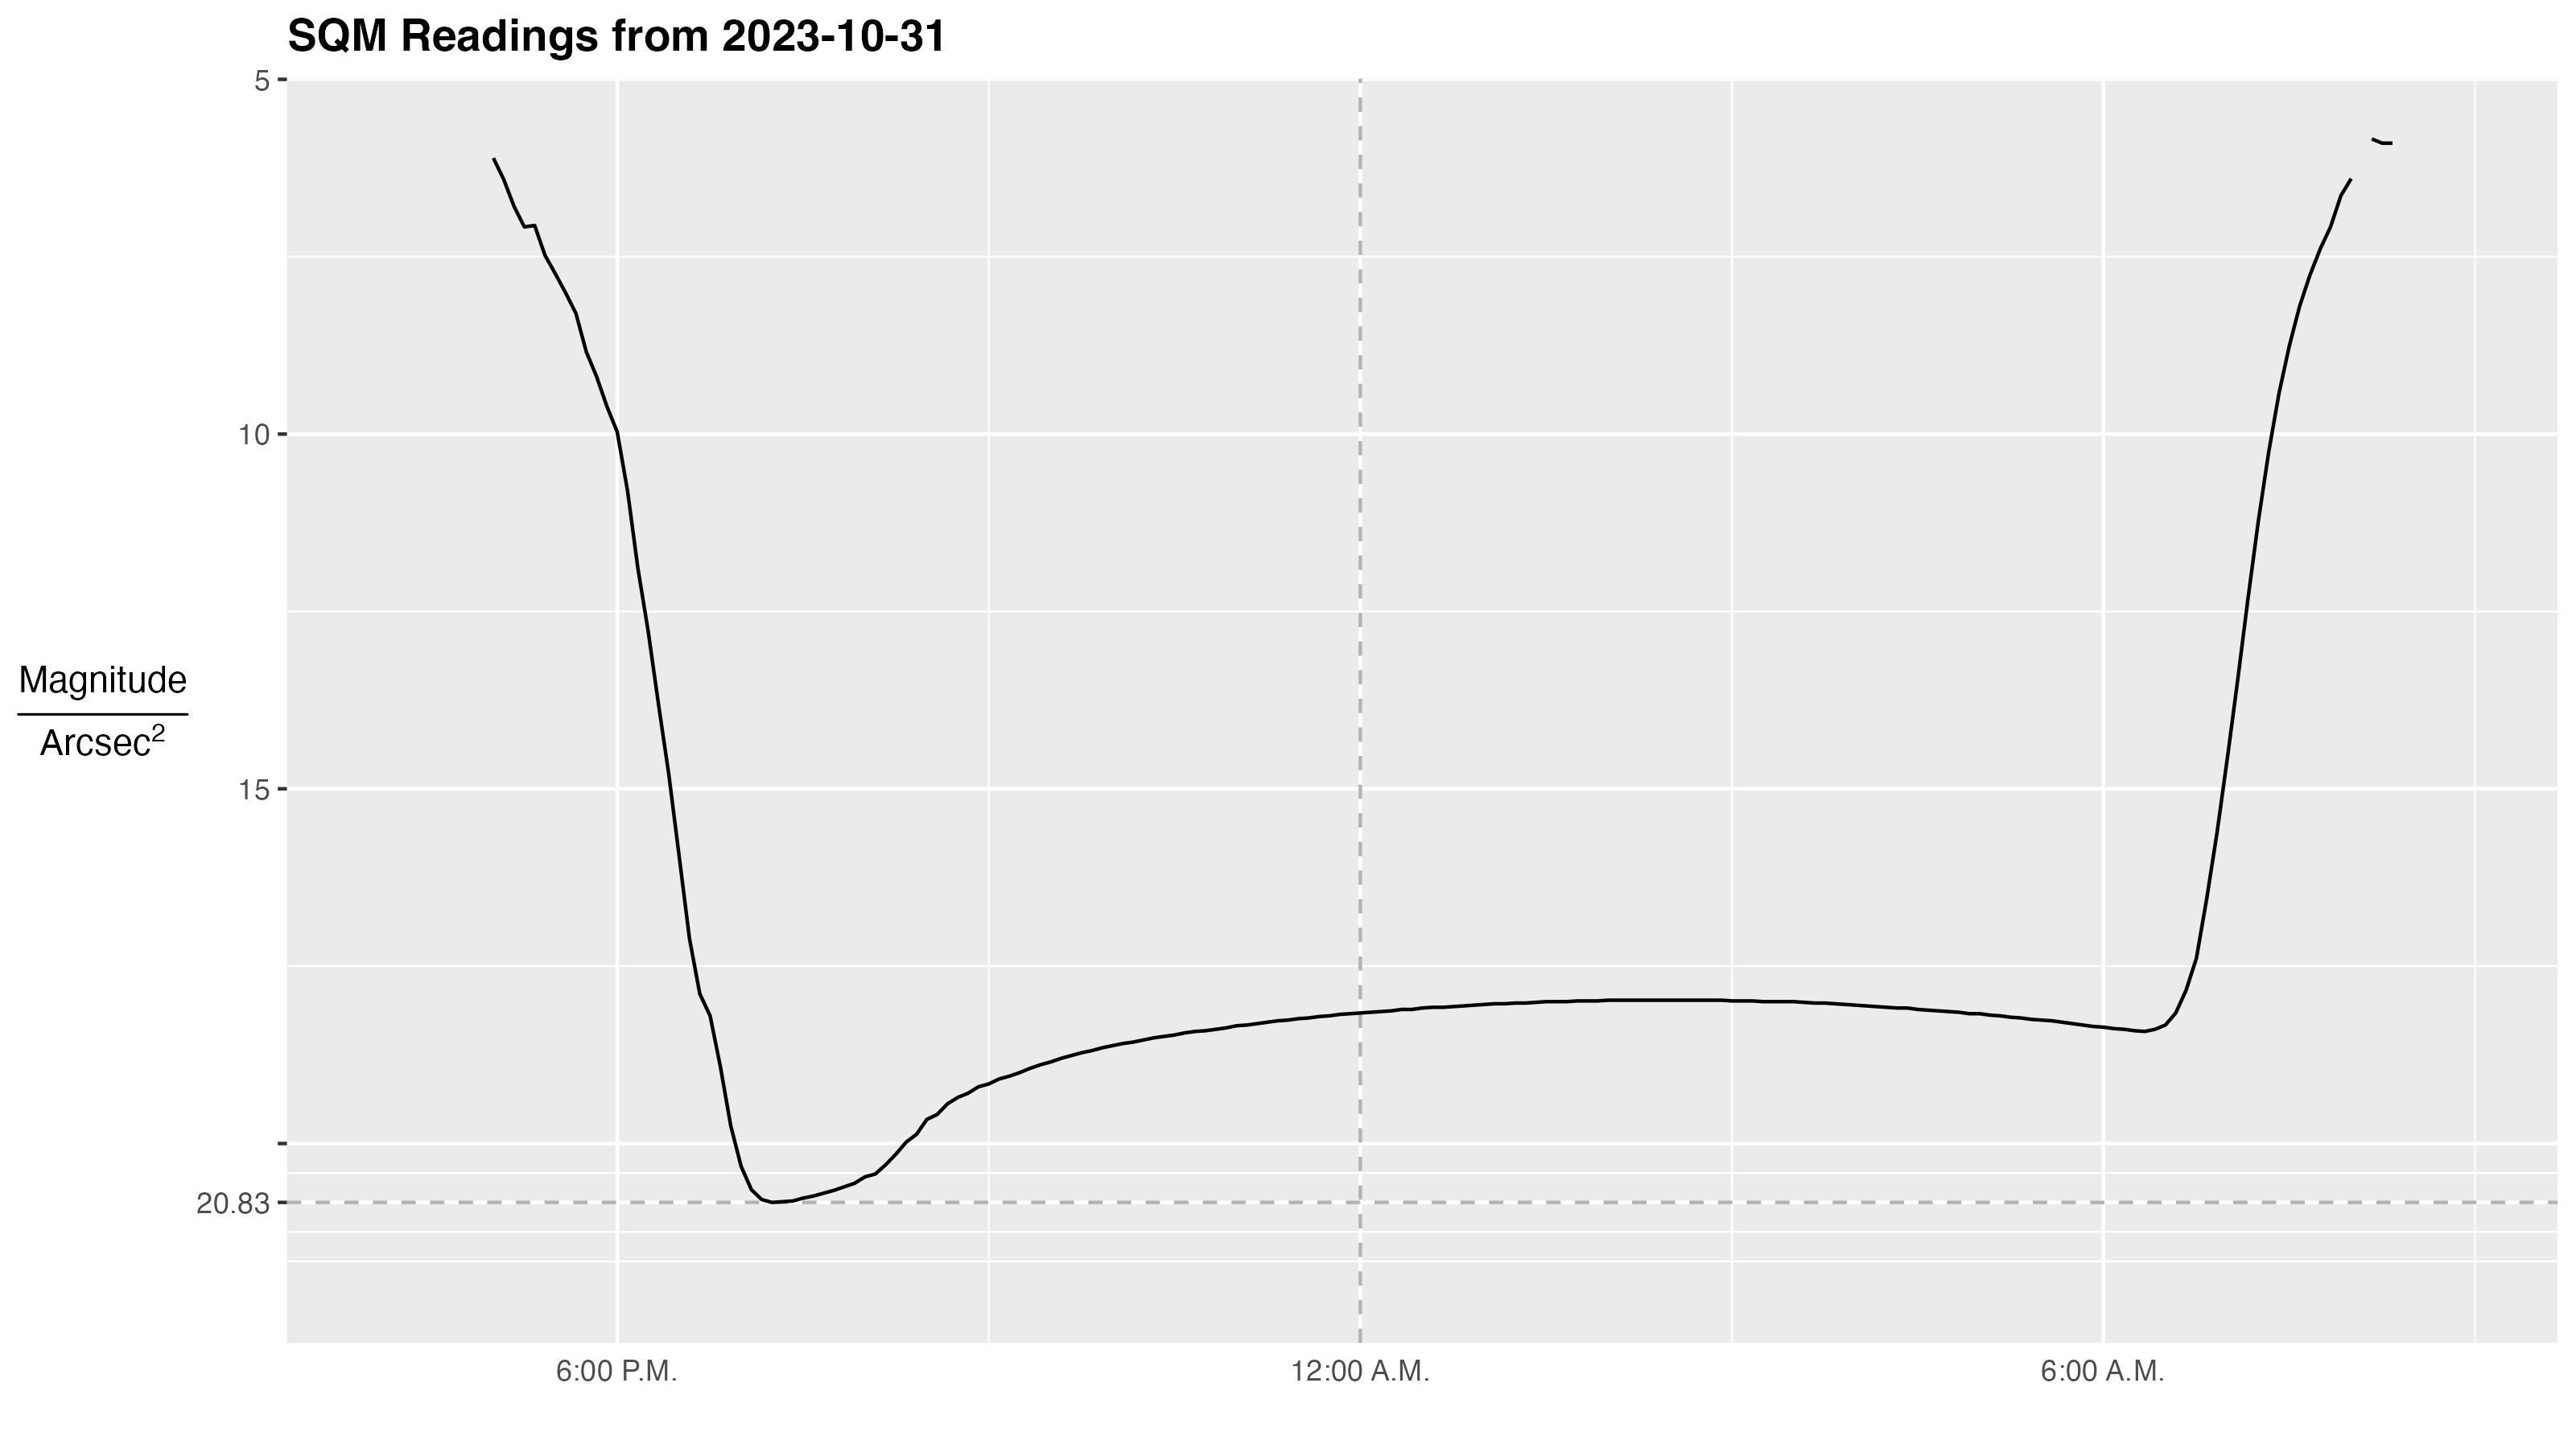 SQM Readings from 2023-10-31
5
10
15
20.83
Magnitude
Arcsec²
6:00 P.M.
12:00 A.M.
6:00 A.M.